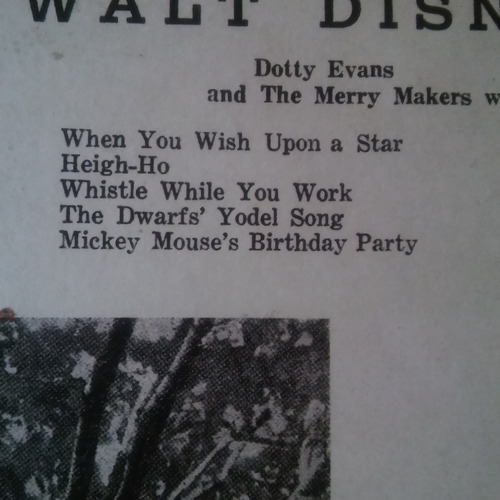 WALT DISN
Dotty Evans
and The Merry Makers w
When You Wish Upon a Star
Heigh-Ho
Whistle While You Work
The Dwarfs' Yodel Song
Mickey Mouse's Birthday Party